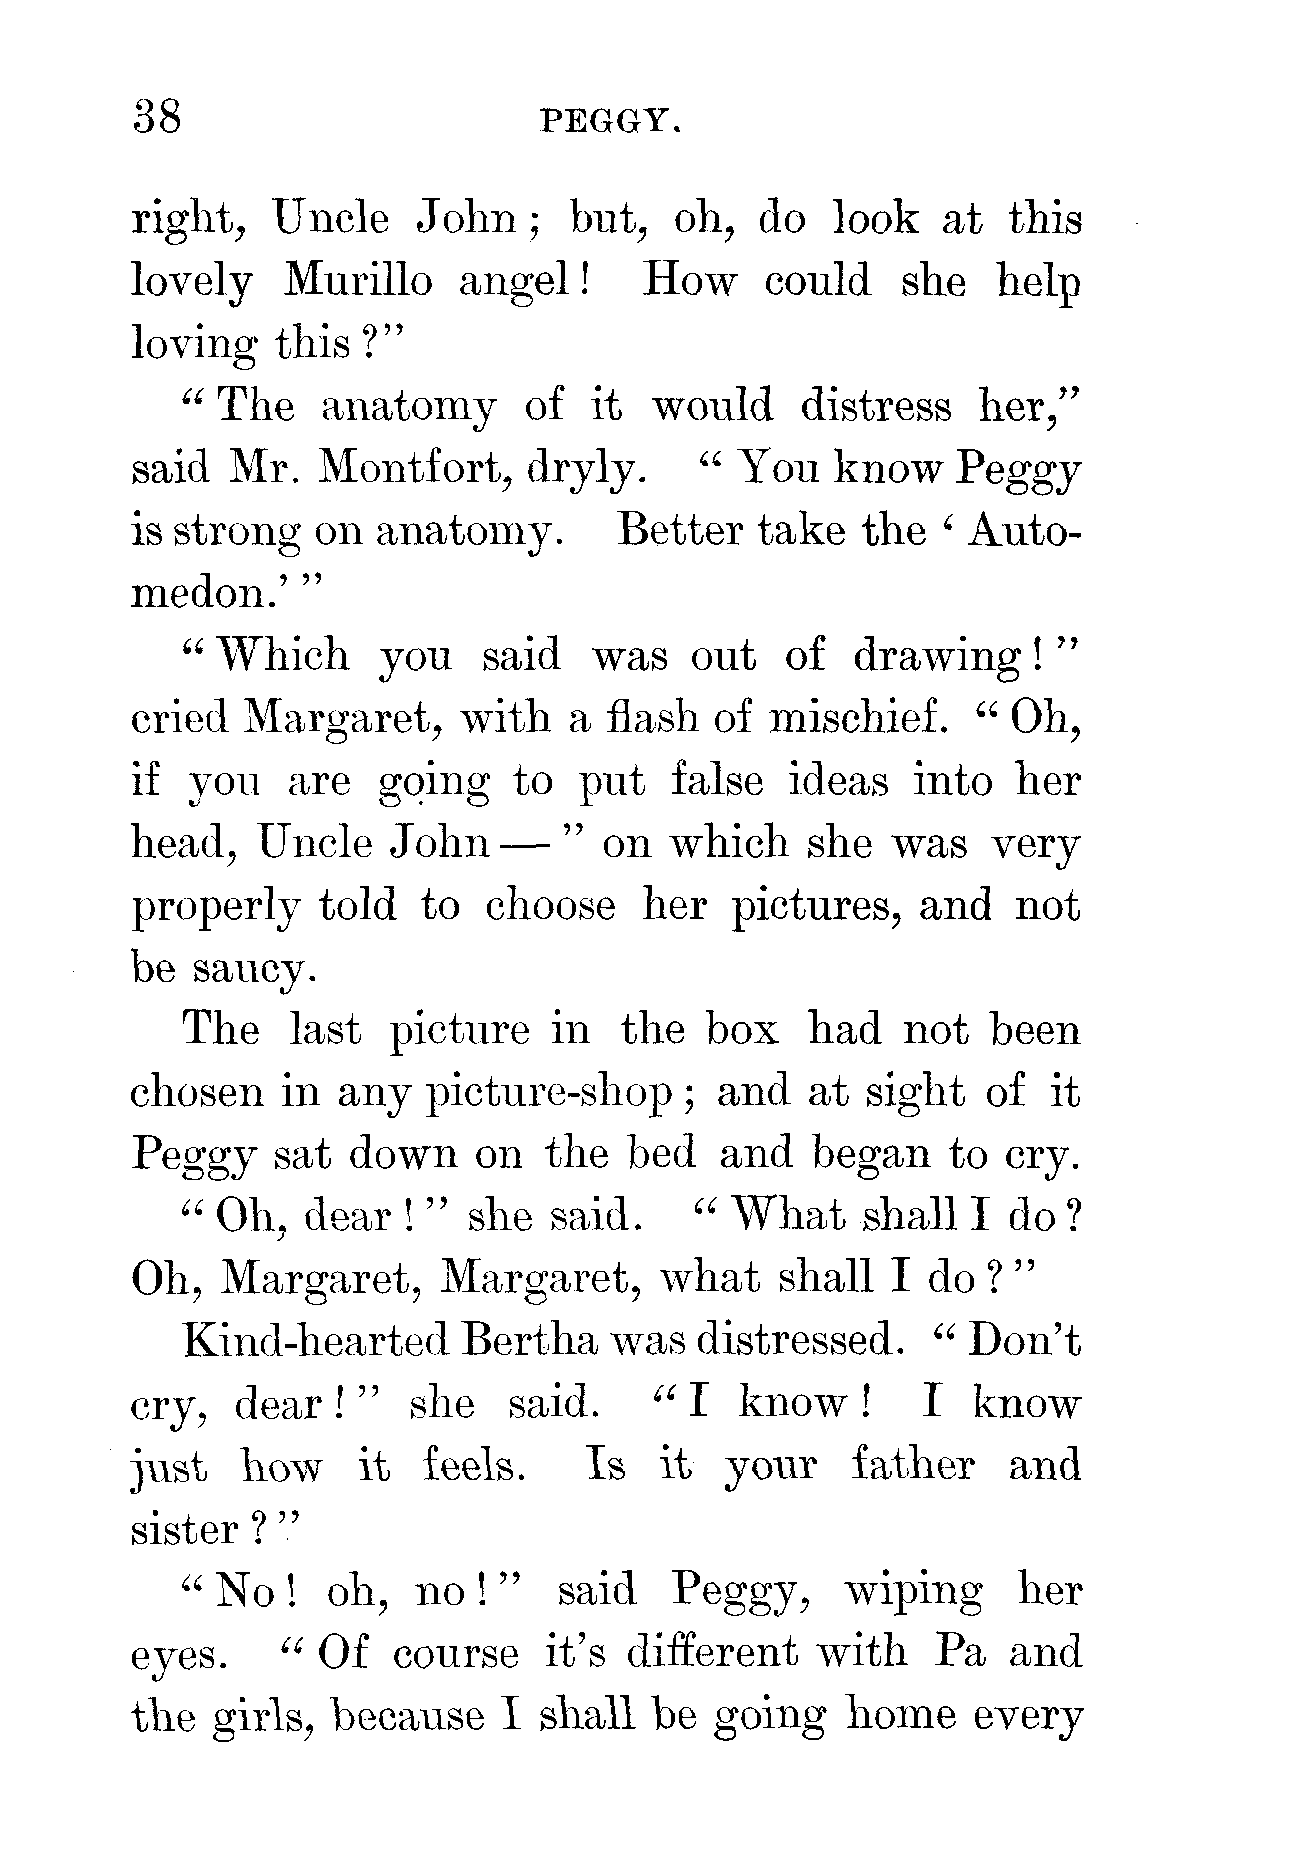 38 PEGGY.
right, Uncle John; but, oh, do look at this
lovely Murillo angel! How could she help
loving this?"
"The anatomy of it would distress her,"
said Mr. Montfort, dryly. "You know Peggy
is strong on anatomy. Better take the 'Auto-
medon.'"
"Which you said was out of drawing!"
cried Margaret, with a flash of mischief. "Oh,
if you are going to put false ideas into her
head, Uncle John—" on which she was very
properly told to choose her pictures, and not
be saucy.
The last picture in the box had not been
chosen in any picture-shop; and at sight of it
Peggy sat down on the bed and began to cry.
"Oh, dear!" she said. "What shall I do?
Oh, Margaret, Margaret, what shall I do?"
Kind-hearted Bertha was distressed. "Don't
cry, dear!" she said. "I know! I know
just how it feels. Is it your father and
sister?"
"No! oh, no!" said Peggy, wiping her
eyes. "Of course it's different with Pa and
the girls, because I shall be going home every